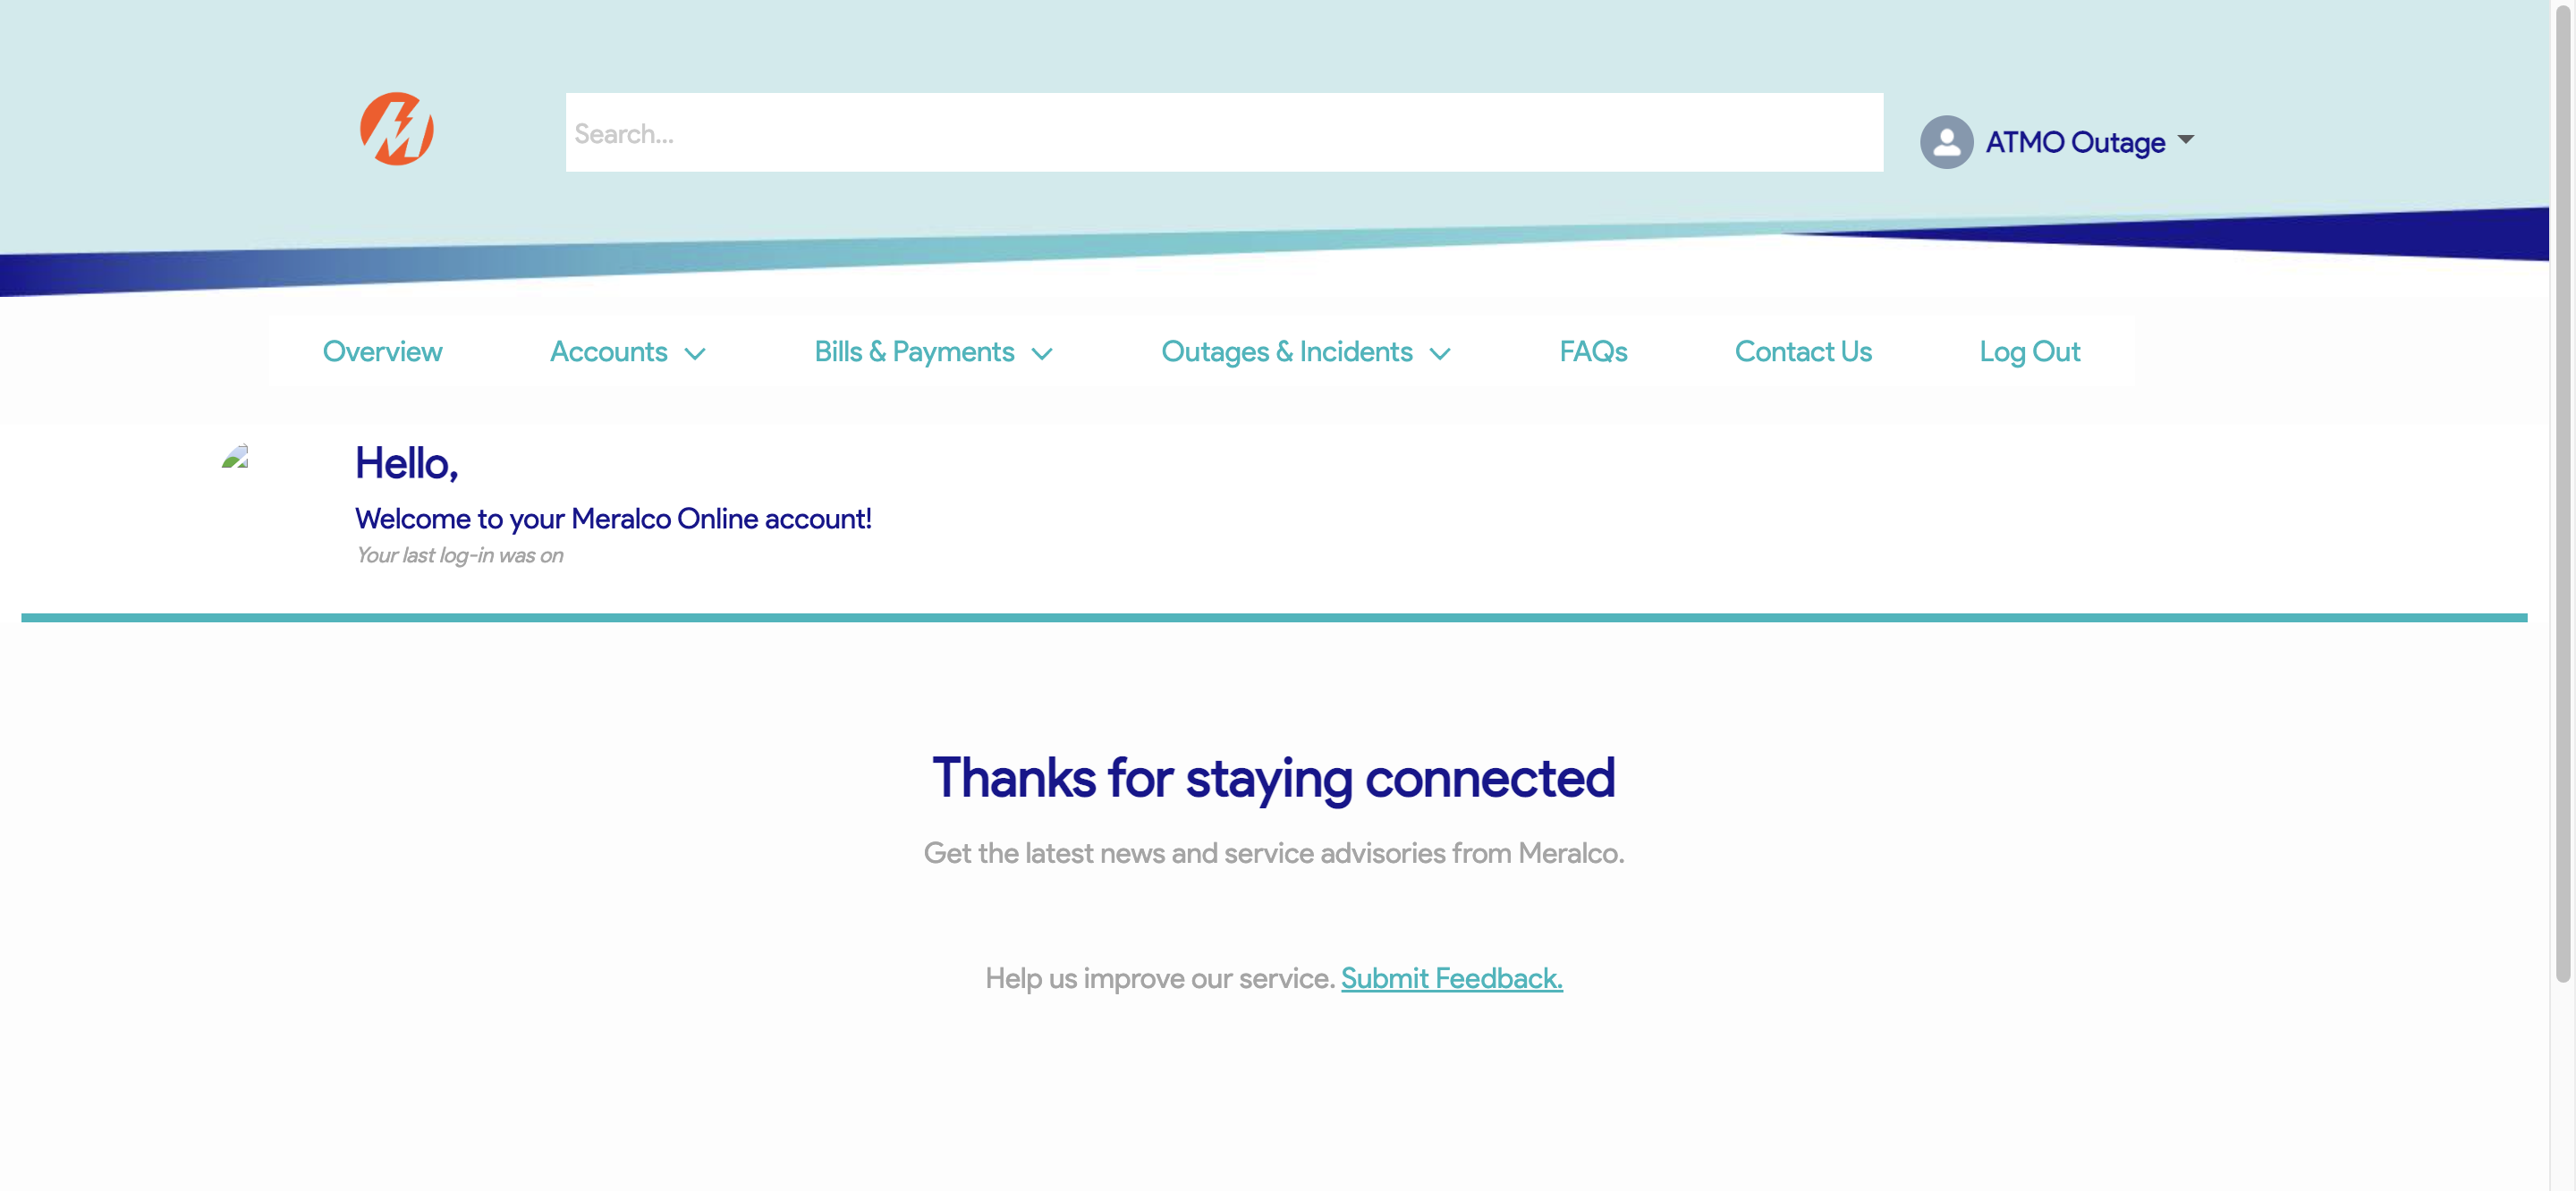 Search...
ATMO Outage
Overview Accounts Bills & Payments Outages & Incidents FAQs Contact Us Log Out
Hello,
Welcome to your Meralco Online account!
Your last log-in was on
Thanks for staying connected
Get the latest news and service advisories from Meralco.
Help us improve our service. Submit Feedback.